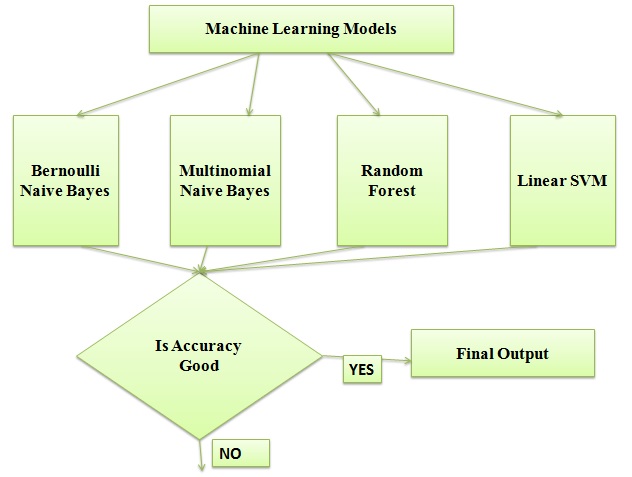 Machine Learning Models
Bernoulli
Naive Bayes
Multinomial
Naive Bayes
Random
Forest
Linear SVM
Is Accuracy
Good
YES
Final Output
NO